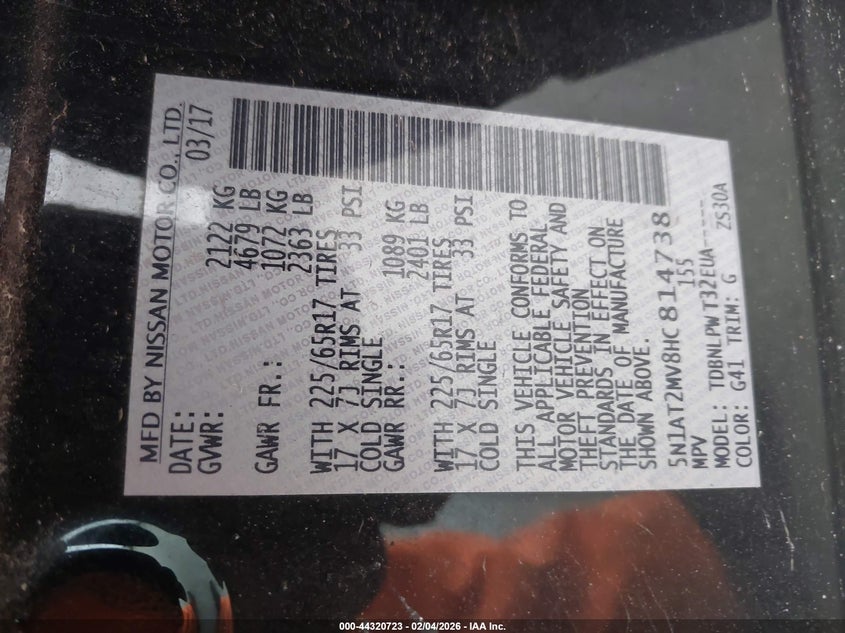 MFD BY NISSAN MOTOR CO., LTD.
DATE: 03/17
GVWR: 2122 KG
4679 LB
GAWR FR.: 1072 KG
2363 LB
WITH 225/65R17 TIRES
17 X 7J RIMS AT 33 PSI
COLD SINGLE
GAWR RR.: 1089 KG
2401 LB
WITH 225/65R17 TIRES
17 X 7J RIMS AT 33 PSI
COLD SINGLE
THIS VEHICLE CONFORMS TO
ALL APPLICABLE FEDERAL
MOTOR VEHICLE SAFETY AND
THEFT PREVENTION
STANDARDS IN EFFECT ON
THE DATE OF MANUFACTURE
SHOWN ABOVE.
5N1AT2MV8HC814738
MPV 155
MODEL: TDBNLPW T32EUA-----
COLOR: G41 TRIM: G ZS30A
000-44320723 - 02/04/2026 - IAA Inc.